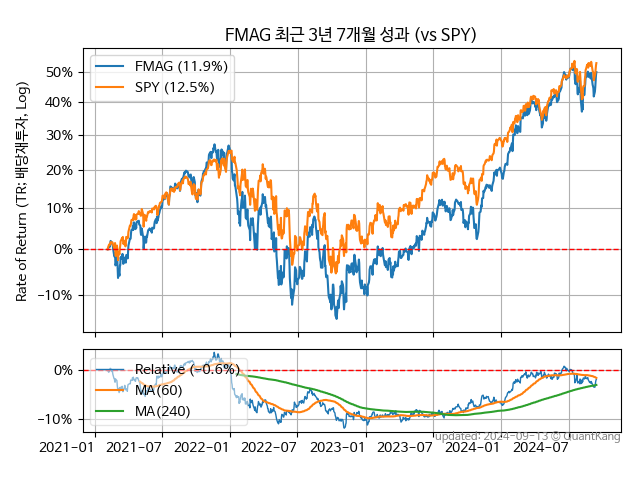 FMAG 최근 3년 7개월 성과 (vs SPY)
FMAG (11.9%)
SPY (12.5%)
50%
40%
30%
20%
10%
0%
−10%
Rate of Return (TR: 배당재투자, Log)
Relative (−0.6%)
MA(60)
MA(240)
0%
−10%
2021−01
2021−07
2022−01
2022−07
2023−01
2023−07
2024−01
2024−07
updated: 2024-09-13 © QuantKang